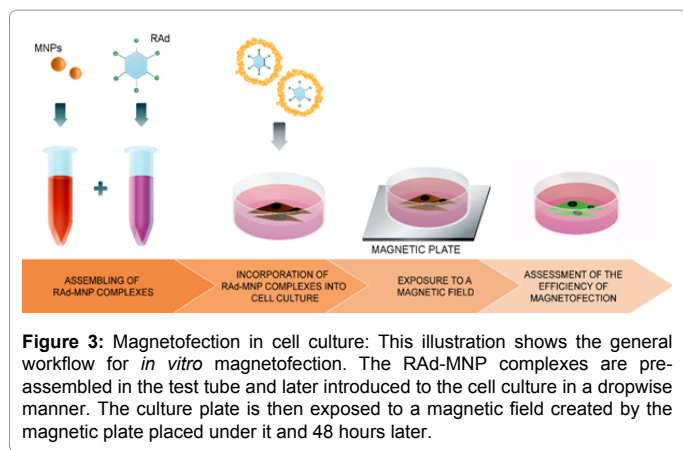 MNPs
RAd
+
MAGNETIC PLATE
ASSEMBLING OF
RAd-MNP COMPLEXES
INCORPORATION OF
RAd-MNP COMPLEXES INTO
CELL CULTURE
EXPOSURE TO A
MAGNETIC FIELD
ASSESSMENT OF THE
EFFICIENCY OF
MAGNETOFECTION
Figure 3: Magnetofection in cell culture: This illustration shows the general
workflow for in vitro magnetofection. The RAd-MNP complexes are pre-
assembled in the test tube and later introduced to the cell culture in a dropwise
manner. The culture plate is then exposed to a magnetic field created by the
magnetic plate placed under it and 48 hours later.